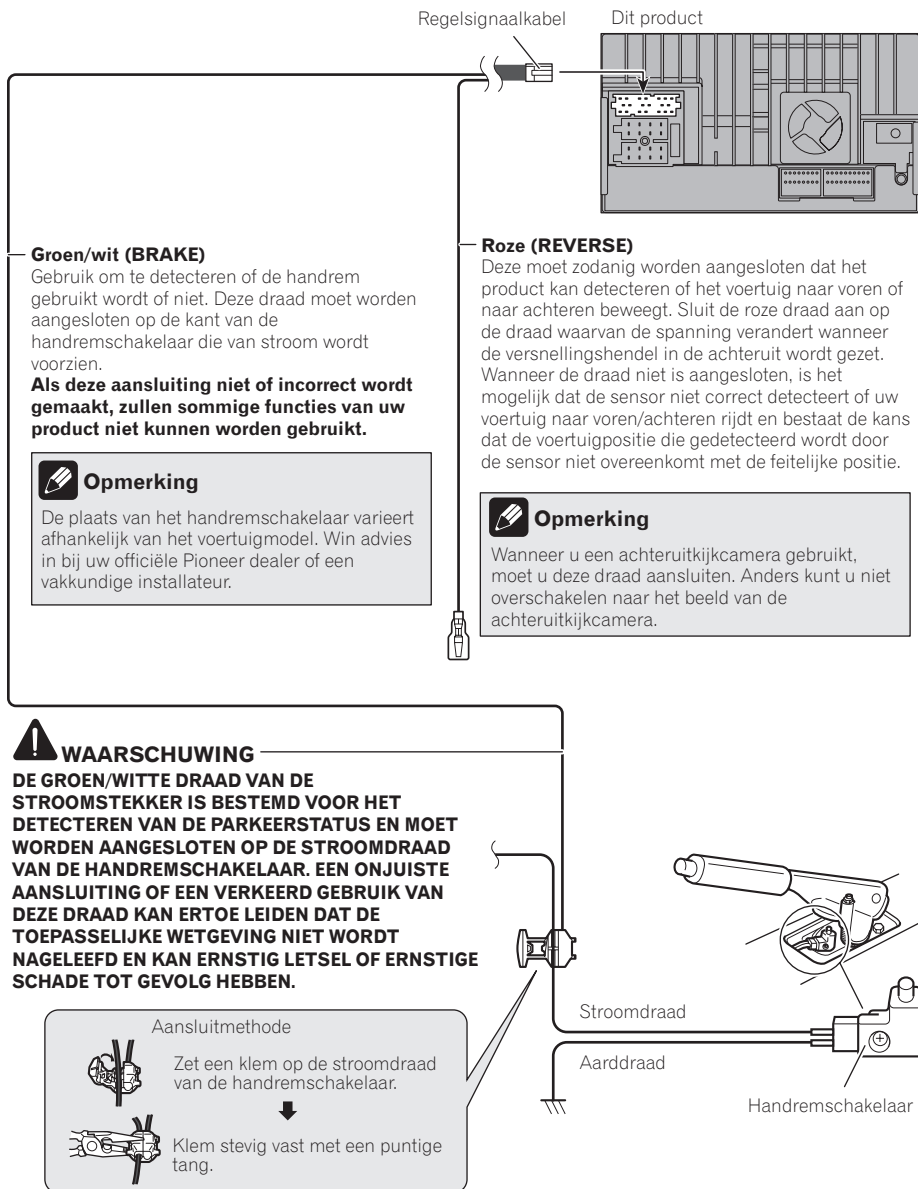 Regelsignaalkabel
Dit product
Groen/wit (BRAKE)
Gebruik om te detecteren of de handrem
gebruikt wordt of niet. Deze draad moet worden
aangesloten op de kant van de
handremschakelaar die van stroom wordt
voorzien.
Als deze aansluiting niet of incorrect wordt
gemaakt, zullen sommige functies van uw
product niet kunnen worden gebruikt.
Opmerking
De plaats van het handremschakelaar varieert
afhankelijk van het voertuigmodel. Win advies
in bij uw officiële Pioneer dealer of een
vakkundige installateur.
Roze (REVERSE)
Deze moet zodanig worden aangesloten dat het
product kan detecteren of het voertuig naar voren of
naar achteren beweegt. Sluit de roze draad aan op
de draad waarvan de spanning verandert wanneer
de versnellingshendel in de achteruit wordt gezet.
Wanneer de draad niet is aangesloten, is het
mogelijk dat de sensor niet correct detecteert of uw
voertuig naar voren/achteren rijdt en bestaat de kans
dat de voertuigpositie die gedetecteerd wordt door
de sensor niet overeenkomt met de feitelijke positie.
Opmerking
Wanneer u een achteruitkijkcamera gebruikt,
moet u deze draad aansluiten. Anders kunt u niet
overschakelen naar het beeld van de
achteruitkijkcamera.
WAARSCHUWING
DE GROEN/WITTE DRAAD VAN DE
STROOMSTEKKER IS BESTEMD VOOR HET
DETECTEREN VAN DE PARKEERSTATUS EN MOET
WORDEN AANGESLOTEN OP DE STROOMDRAAD
VAN DE HANDREMSCHAKELAAR. EEN ONJUISTE
AANSLUITING OF EEN VERKEERD GEBRUIK VAN
DEZE DRAAD KAN ERTOE LEIDEN DAT DE
TOEPASSELIJKE WETGEVING NIET WORDT
NAGELEEFD EN KAN ERNSTIG LETSEL OF ERNSTIGE
SCHADE TOT GEVOLG HEBBEN.
Aansluitmethode
Zet een klem op de stroomdraad
van de handremschakelaar.
Klem stevig vast met een puntige
tang.
Stroomdraad
Aarddraad
Handremschakelaar